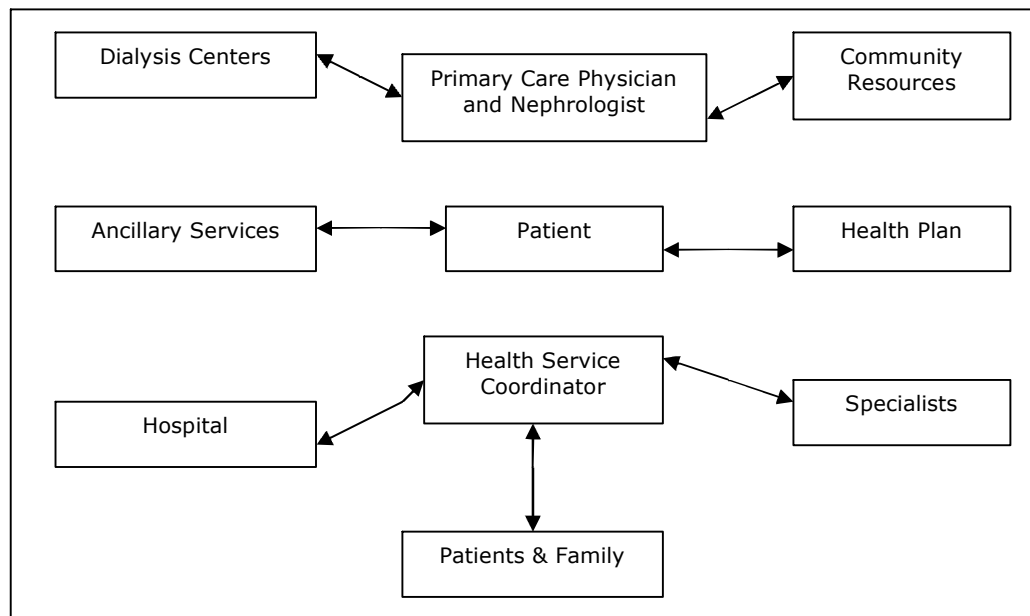 Dialysis Centers
Primary Care Physician
and Nephrologist
Community
Resources
Ancillary Services
Patient
Health Plan
Health Service
Coordinator
Hospital
Specialists
Patients & Family